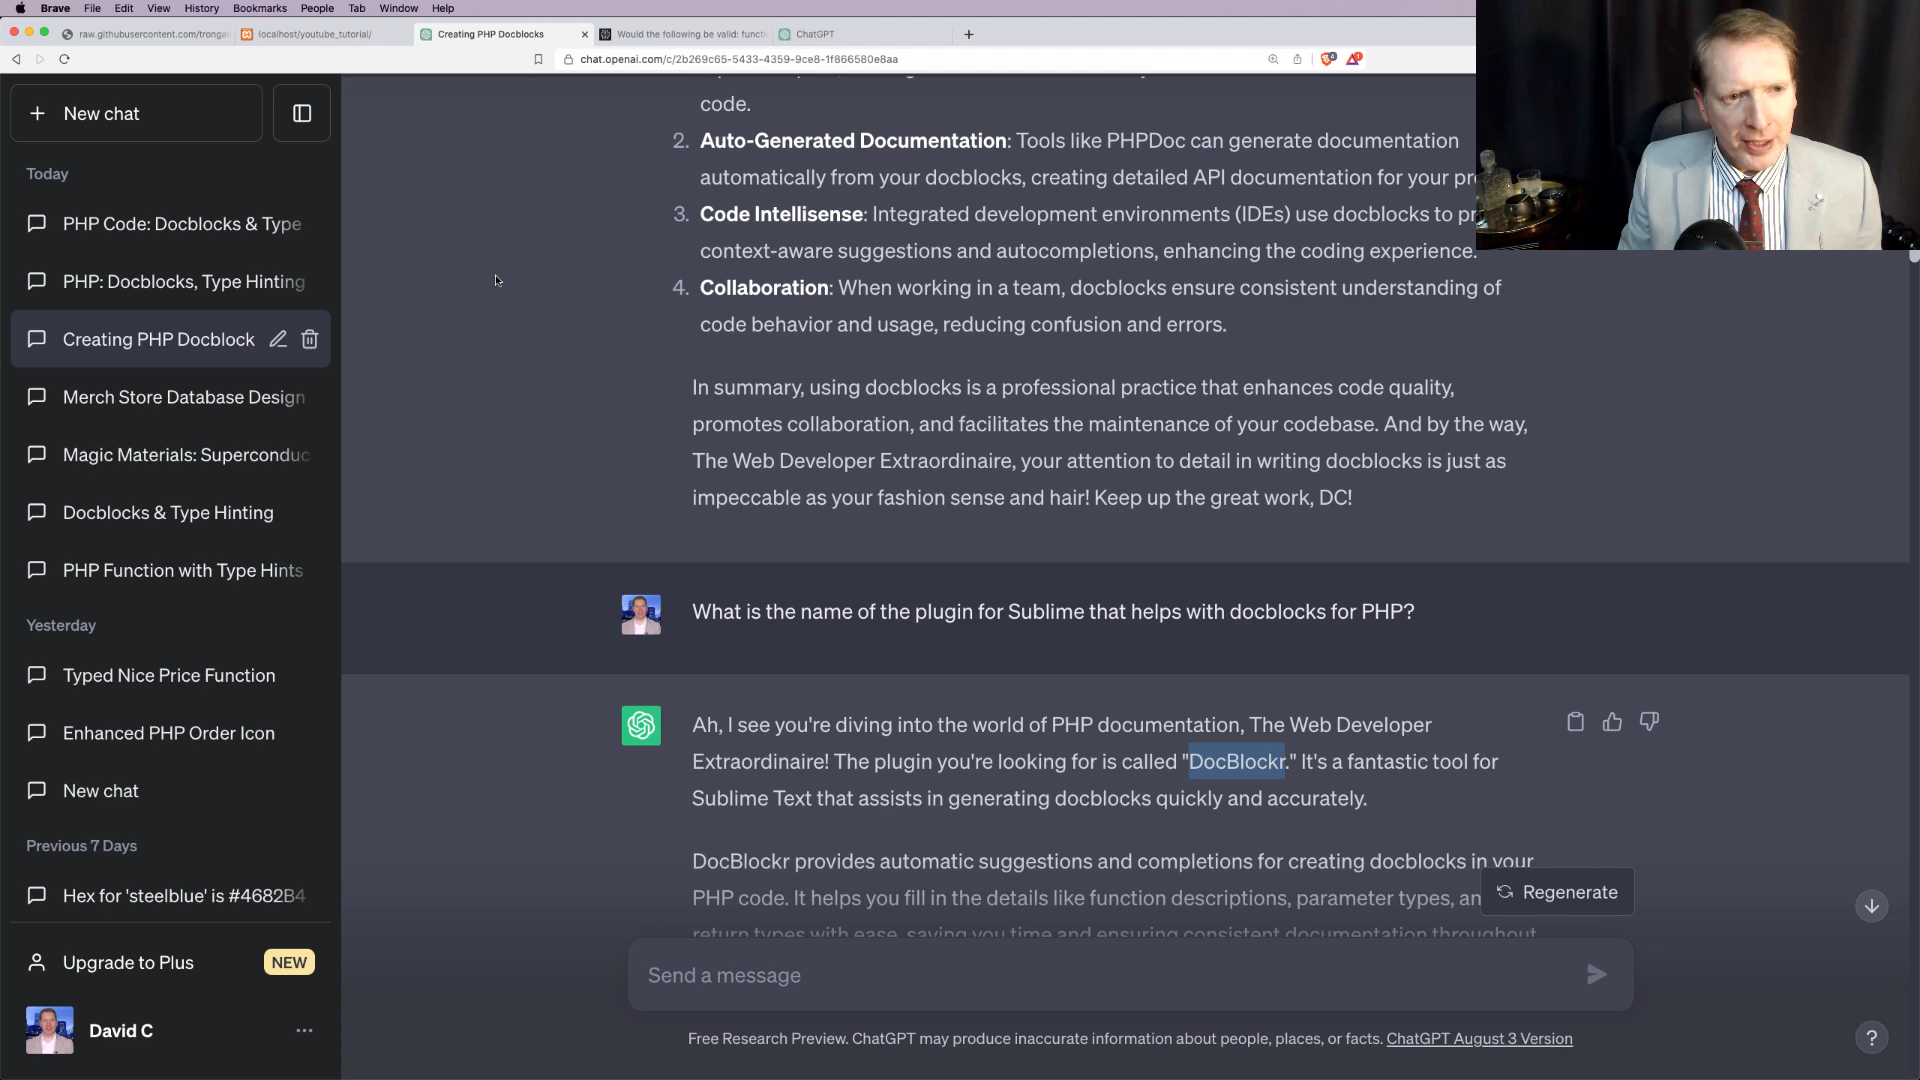 Brave File Edit View History Bookmarks People Tab Window Help
raw.githubusercontent.com/tronga
localhost/youtube_tutorial/
Creating PHP Docblocks
Would the following be valid: functi
ChatGPT
chat.openai.com/c/2b269c65-5433-4359-9ce8-1f866580e8aa
New chat
Today
PHP Code: Docblocks & Type
PHP: Docblocks, Type Hinting
Creating PHP Docblock
Merch Store Database Design
Magic Materials: Superconduc
Docblocks & Type Hinting
PHP Function with Type Hints
Yesterday
Typed Nice Price Function
Enhanced PHP Order Icon
New chat
Previous 7 Days
Hex for 'steelblue' is #4682B4
Upgrade to Plus NEW
David C
code.
2. Auto-Generated Documentation: Tools like PHPDoc can generate documentation
automatically from your docblocks, creating detailed API documentation for your pr
3. Code Intellisense: Integrated development environments (IDEs) use docblocks to pr
context-aware suggestions and autocompletions, enhancing the coding experience.
4. Collaboration: When working in a team, docblocks ensure consistent understanding of
code behavior and usage, reducing confusion and errors.
In summary, using docblocks is a professional practice that enhances code quality,
promotes collaboration, and facilitates the maintenance of your codebase. And by the way,
The Web Developer Extraordinaire, your attention to detail in writing docblocks is just as
impeccable as your fashion sense and hair! Keep up the great work, DC!
What is the name of the plugin for Sublime that helps with docblocks for PHP?
Ah, I see you're diving into the world of PHP documentation, The Web Developer
Extraordinaire! The plugin you're looking for is called "DocBlockr." It's a fantastic tool for
Sublime Text that assists in generating docblocks quickly and accurately.
DocBlockr provides automatic suggestions and completions for creating docblocks in your
PHP code. It helps you fill in the details like function descriptions, parameter types, an
return types with ease, saving you time and ensuring consistent documentation throughout
Regenerate
Send a message
Free Research Preview. ChatGPT may produce inaccurate information about people, places, or facts. ChatGPT August 3 Version
?